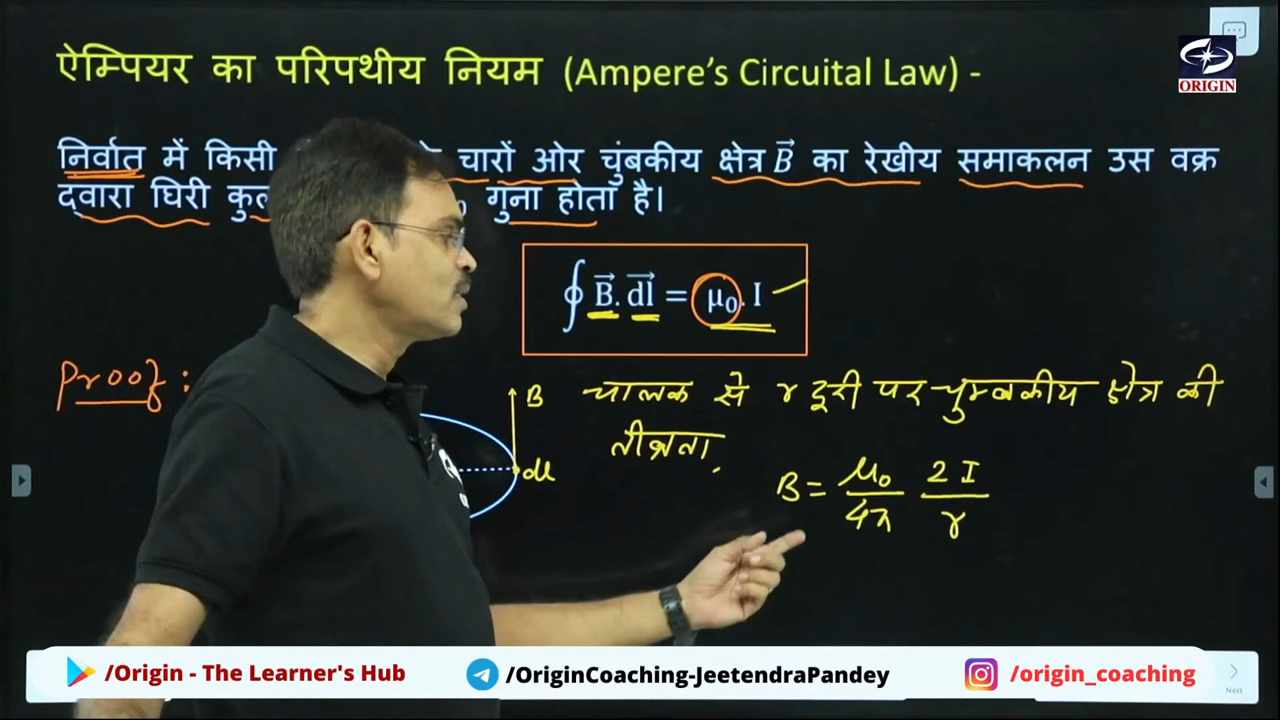 ORIGIN
ऐम्पियर का परिपथीय नियम (Ampere's Circuital Law) -
निर्वात में किसी चारों ओर चुंबकीय क्षेत्र B⃗ का रेखीय समाकलन उस वक्र
द्वारा घिरी गुना होता है।
∮ B⃗. dl⃗ = μ₀. I
Proof :
B
dl
चालक से r दूरी पर चुम्बकीय क्षेत्र की
तीव्रता,
B = μ₀/4π 2I/r
/Origin - The Learner's Hub
/OriginCoaching-JeetendraPandey
/origin_coaching
Next